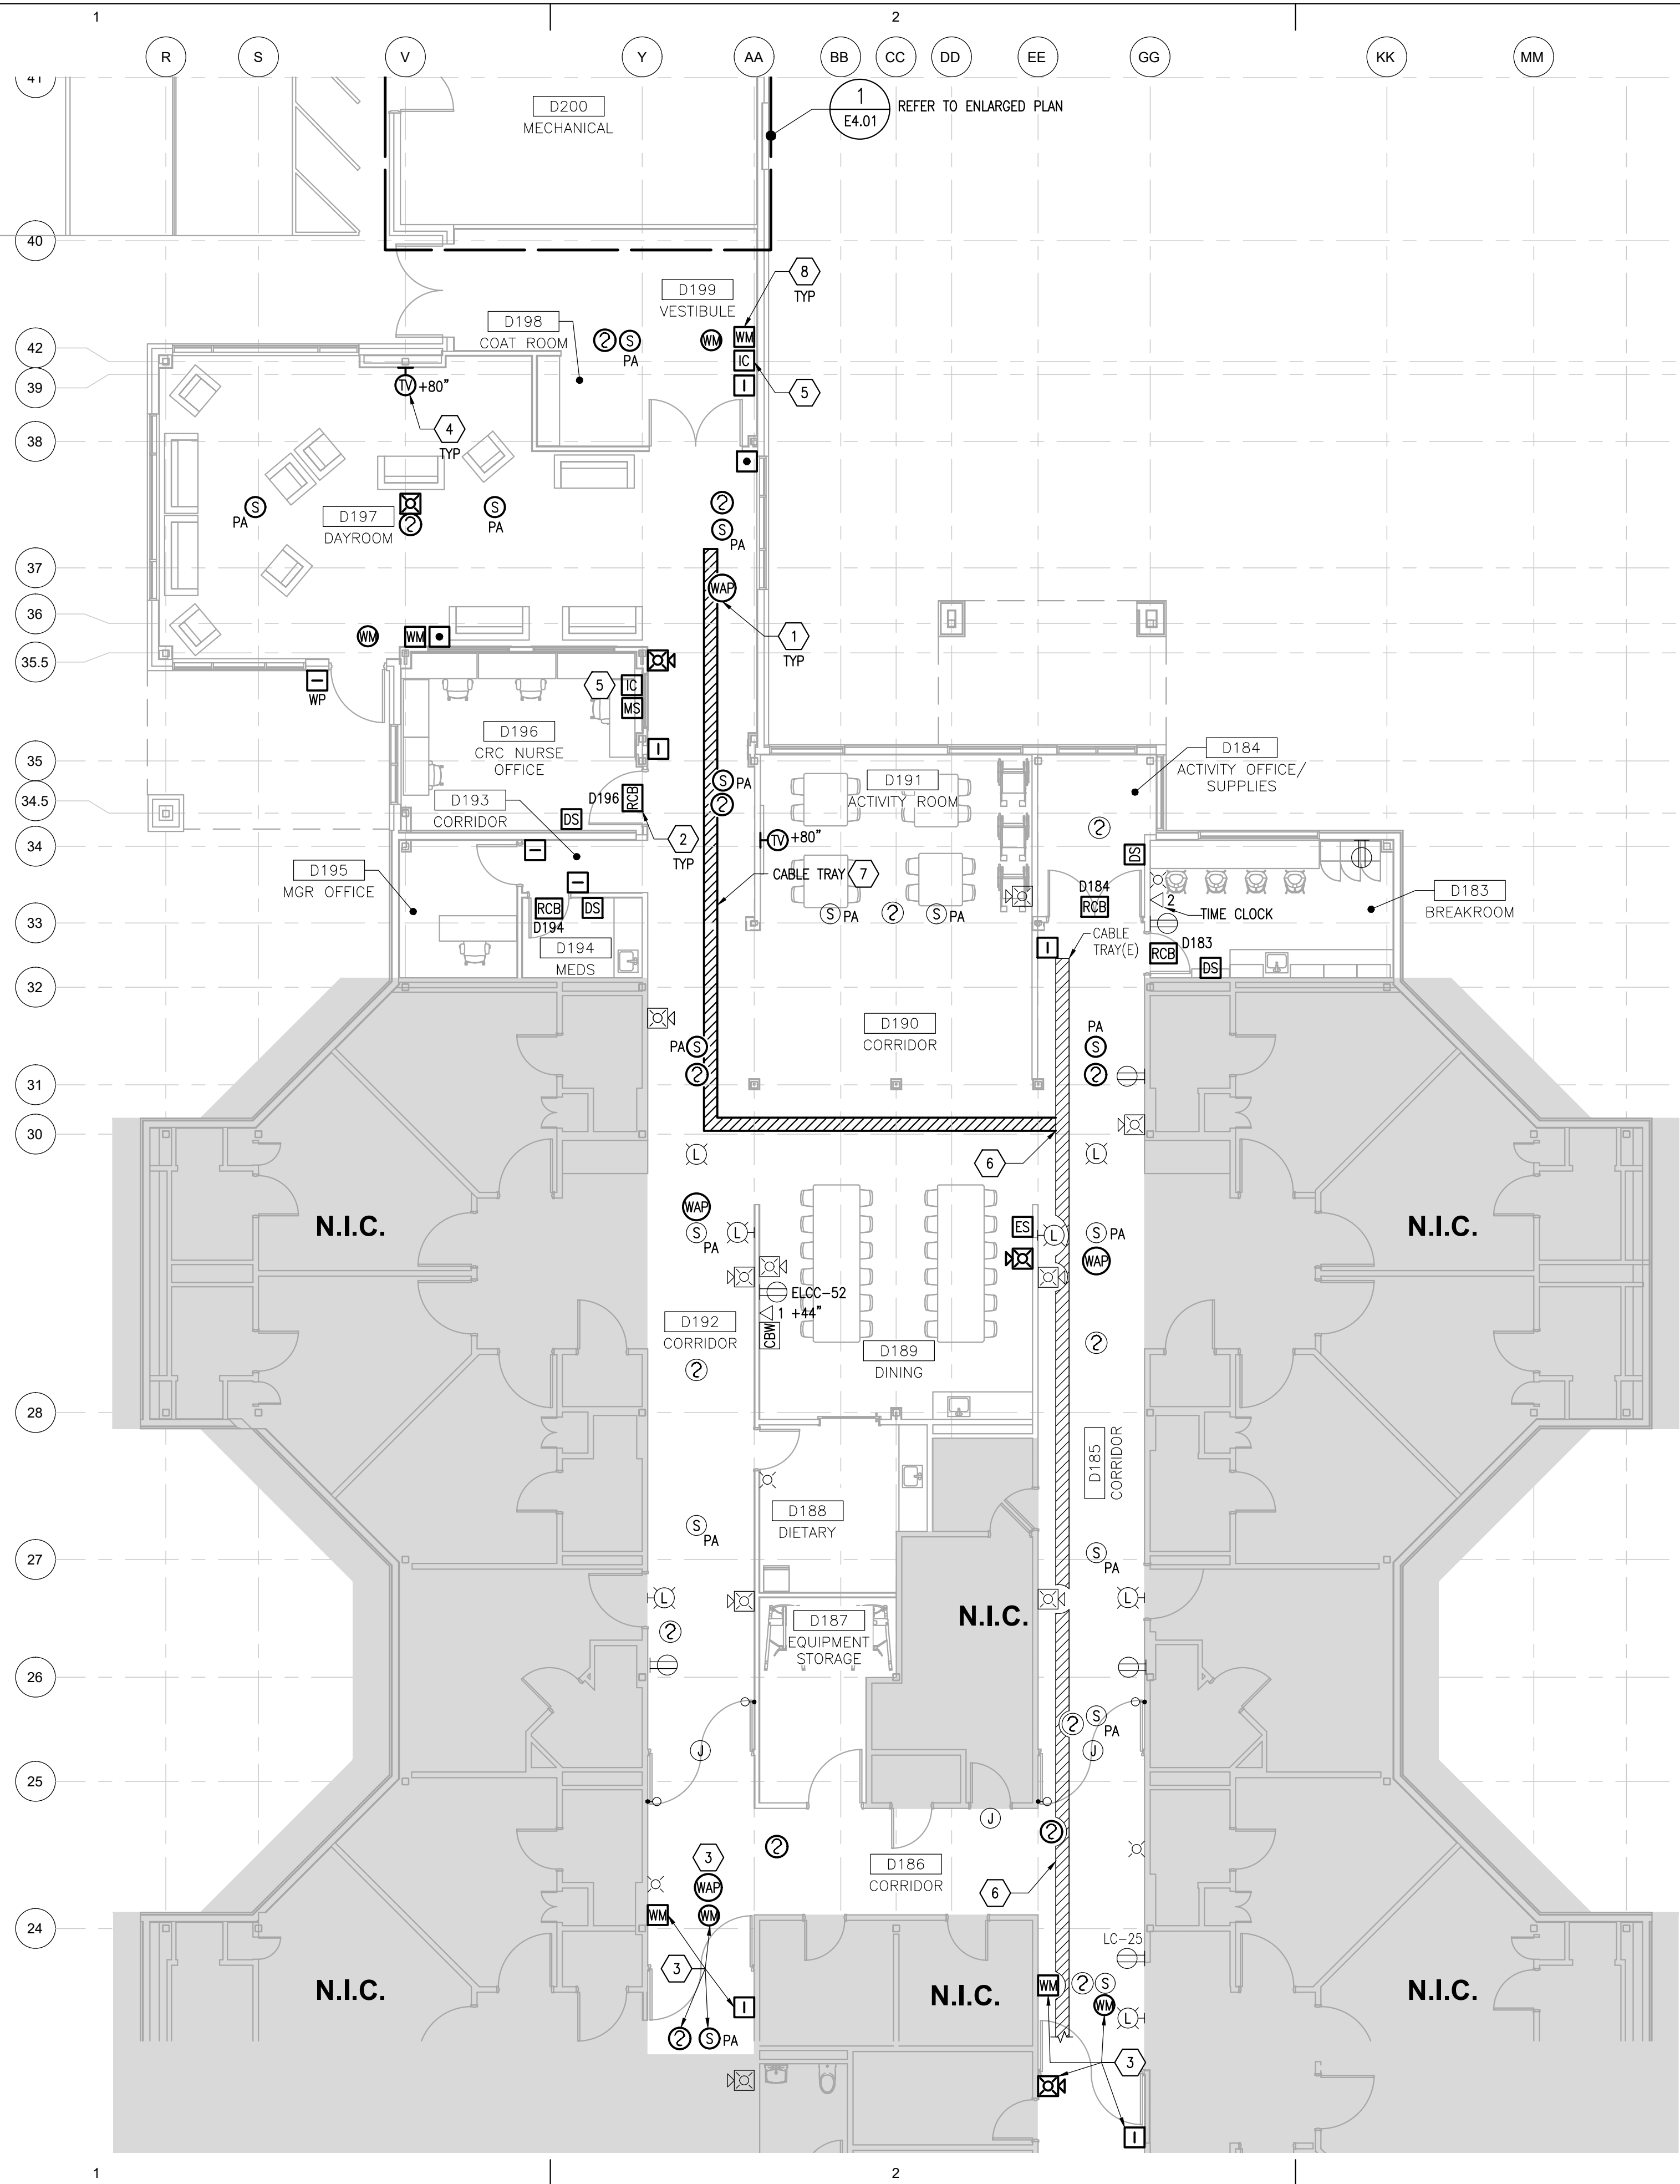 1
2
R
S
V
Y
AA
BB
CC
DD
EE
GG
KK
MM
41
D200
MECHANICAL
1
E4.01
REFER TO ENLARGED PLAN
40
D199
VESTIBULE
8
TYP
D198
COAT ROOM
S
PA
WM
WM
IC
5
42
39
TV +80"
4
TYP
38
S
PA
D197
DAYROOM
S
PA
S
PA
37
WAP
36
1
TYP
WM
WM
35.5
WP
5
IC
MS
D196
CRC NURSE
OFFICE
35
D184
ACTIVITY OFFICE/
SUPPLIES
S PA
D191
ACTIVITY ROOM
34.5
D193
CORRIDOR
D196
RCB
DS
2
TYP
TV +80"
34
DS
D195
MGR OFFICE
CABLE TRAY
7
D184
RCB
2
TIME CLOCK
D183
BREAKROOM
33
RCB
D194
DS
D194
MEDS
S PA
S PA
CABLE
TRAY(E)
RCB
D183
DS
32
D190
CORRIDOR
PA S
PA
S
31
30
L
6
L
N.I.C.
WAP
S
PA
L
ES
L
S PA
WAP
N.I.C.
ELCC-52
1 +44"
CBW
D192
CORRIDOR
D189
DINING
28
D185
CORRIDOR
D188
DIETARY
S
PA
S
PA
27
L
L
D187
EQUIPMENT
STORAGE
N.I.C.
26
S
PA
J
J
25
J
3
WAP
D186
CORRIDOR
6
WM
WM
24
LC-25
3
N.I.C.
N.I.C.
N.I.C.
WM
S
WM
L
S PA
3
1
2